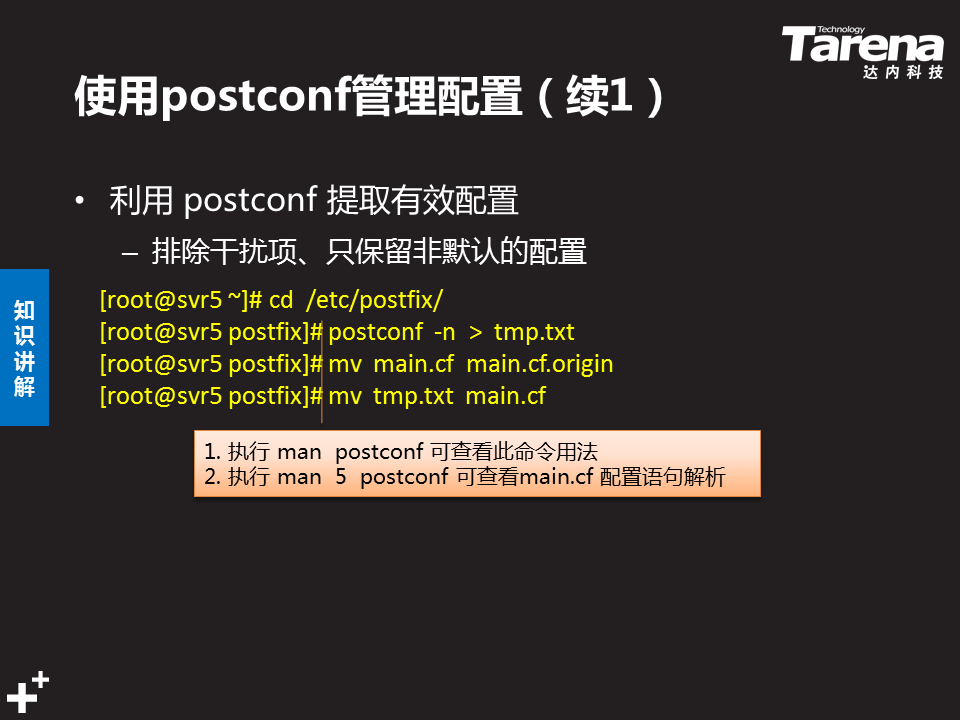 Technology
Tarena
达内科技
使用postconf管理配置（续1）
• 利用 postconf 提取有效配置
– 排除干扰项、只保留非默认的配置
知识讲解
[root@svr5 ~]# cd  /etc/postfix/
[root@svr5 postfix]# postconf  -n  >  tmp.txt
[root@svr5 postfix]# mv  main.cf  main.cf.origin
[root@svr5 postfix]# mv  tmp.txt  main.cf
1. 执行 man  postconf 可查看此命令用法
2. 执行 man  5  postconf 可查看main.cf 配置语句解析